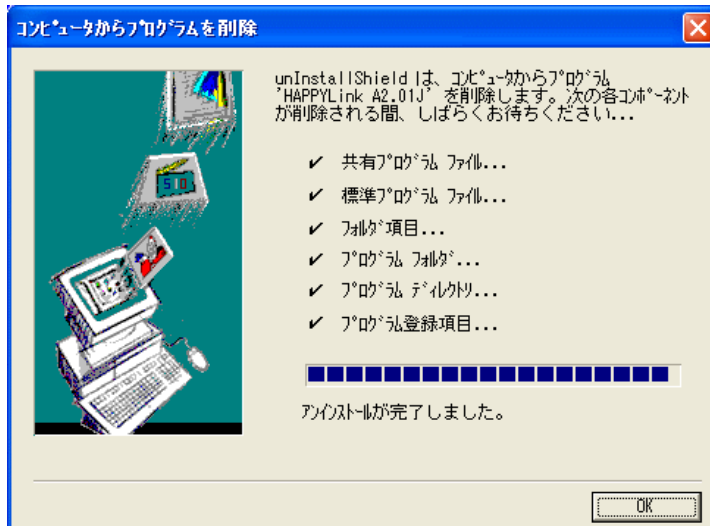 コンピュータからプログラムを削除
unInstallShield は、コンピュータからプログラム
'HAPPYLink A2.01J' を削除します。次の各コンポーネント
が削除される間、しばらくお待ちください...
✔ 共有プログラム ファイル...
✔ 標準プログラム ファイル...
✔ フォルダ項目...
✔ プログラム フォルダ...
✔ プログラム ディレクトリ...
✔ プログラム登録項目...
アンインストールが完了しました。
OK